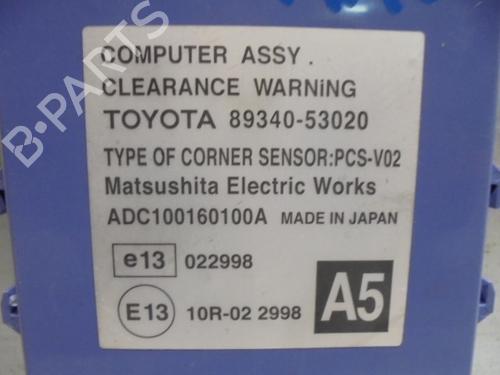 COMPUTER ASSY.
CLEARANCE WARNiNG
TOYOTA 89340-53020
TYPE OF CORNER SENSOR:PCS-V02
Matsushita Electric Works
ADC100160100A MADE IN JAPAN
e13 022998
E13 10R-02 2998
A5
B-PARTS